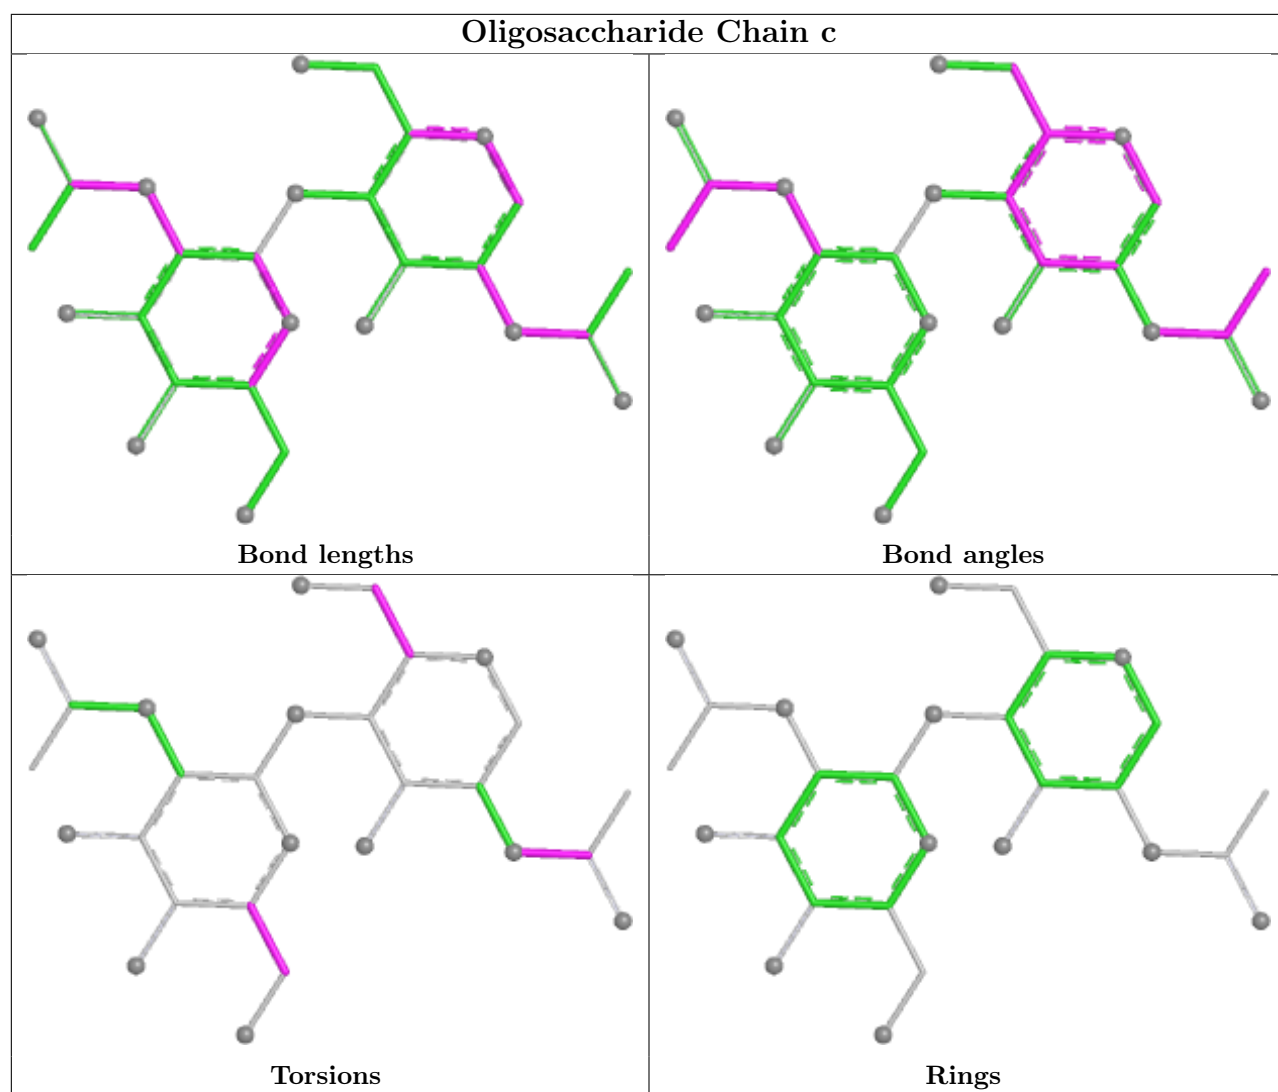 Oligosaccharide Chain c
Bond lengths
Bond angles
Torsions
Rings